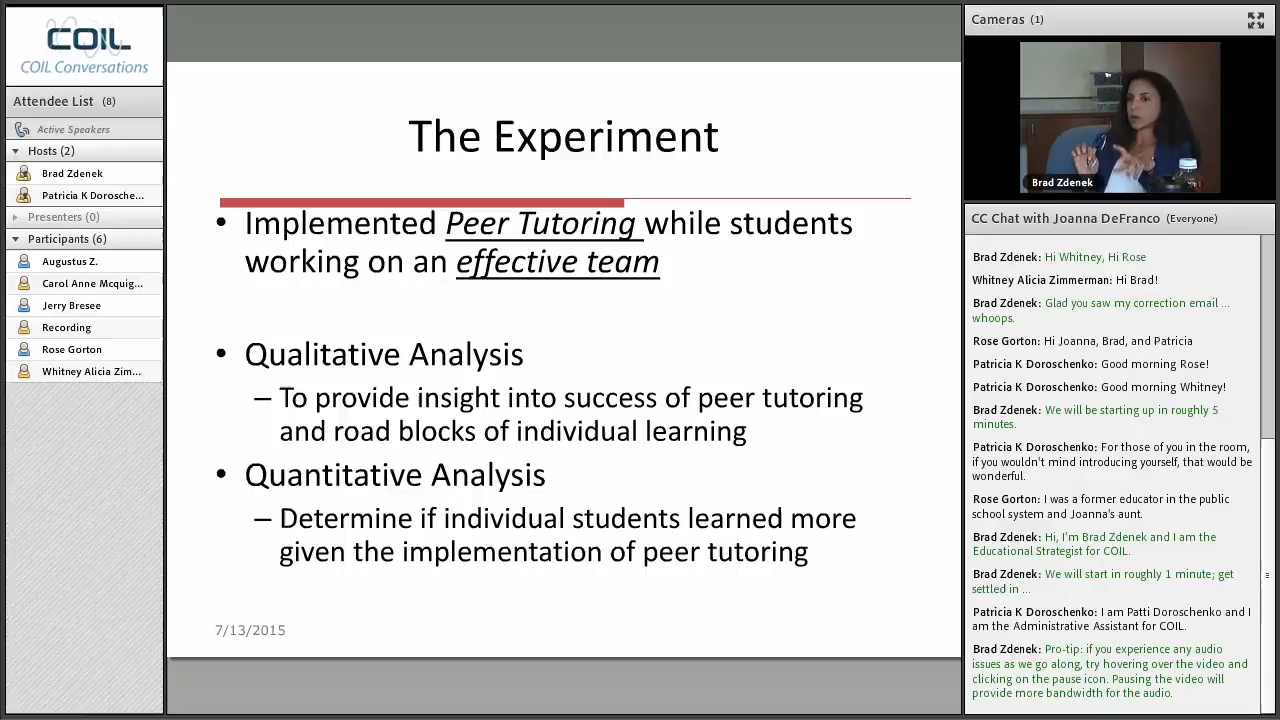 COIL
COIL Conversations
Attendee List (8)
Active Speakers
Hosts (2)
Brad Zdenek
Patricia K Dorosche...
Presenters (0)
Participants (6)
Augustus Z.
Carol Anne Mcquig...
Jerry Bresee
Recording
Rose Gorton
Whitney Alicia Zim...
The Experiment
• Implemented Peer Tutoring while students
working on an effective team
• Qualitative Analysis
– To provide insight into success of peer tutoring
and road blocks of individual learning
• Quantitative Analysis
– Determine if individual students learned more
given the implementation of peer tutoring
7/13/2015
Cameras (1)
Brad Zdenek
CC Chat with Joanna DeFranco (Everyone)
Brad Zdenek: Hi Whitney, Hi Rose
Whitney Alicia Zimmerman: Hi Brad!
Brad Zdenek: Glad you saw my correction email ...
whoops.
Rose Gorton: Hi Joanna, Brad, and Patricia
Patricia K Doroschenko: Good morning Rose!
Patricia K Doroschenko: Good morning Whitney!
Brad Zdenek: We will be starting up in roughly 5
minutes.
Patricia K Doroschenko: For those of you in the room,
if you wouldn't mind introducing yourself, that would be
wonderful.
Rose Gorton: I was a former educator in the public
school system and Joanna's aunt.
Brad Zdenek: Hi, I'm Brad Zdenek and I am the
Educational Strategist for COIL.
Brad Zdenek: We will start in roughly 1 minute; get
settled in ...
Patricia K Doroschenko: I am Patti Doroschenko and I
am the Administrative Assistant for COIL.
Brad Zdenek: Pro-tip: if you experience any audio
issues as we go along, try hovering over the video and
clicking on the pause icon. Pausing the video will
provide more bandwidth for the audio.